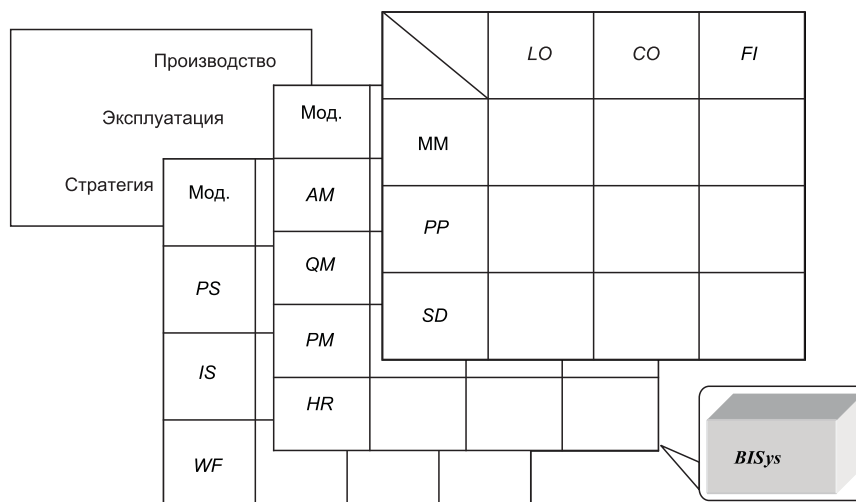 Производство
Эксплуатация
Стратегия
LO CO FI
MM
PP
SD
Мод.
AM
QM
PM
HR
Мод.
PS
IS
WF
BISys